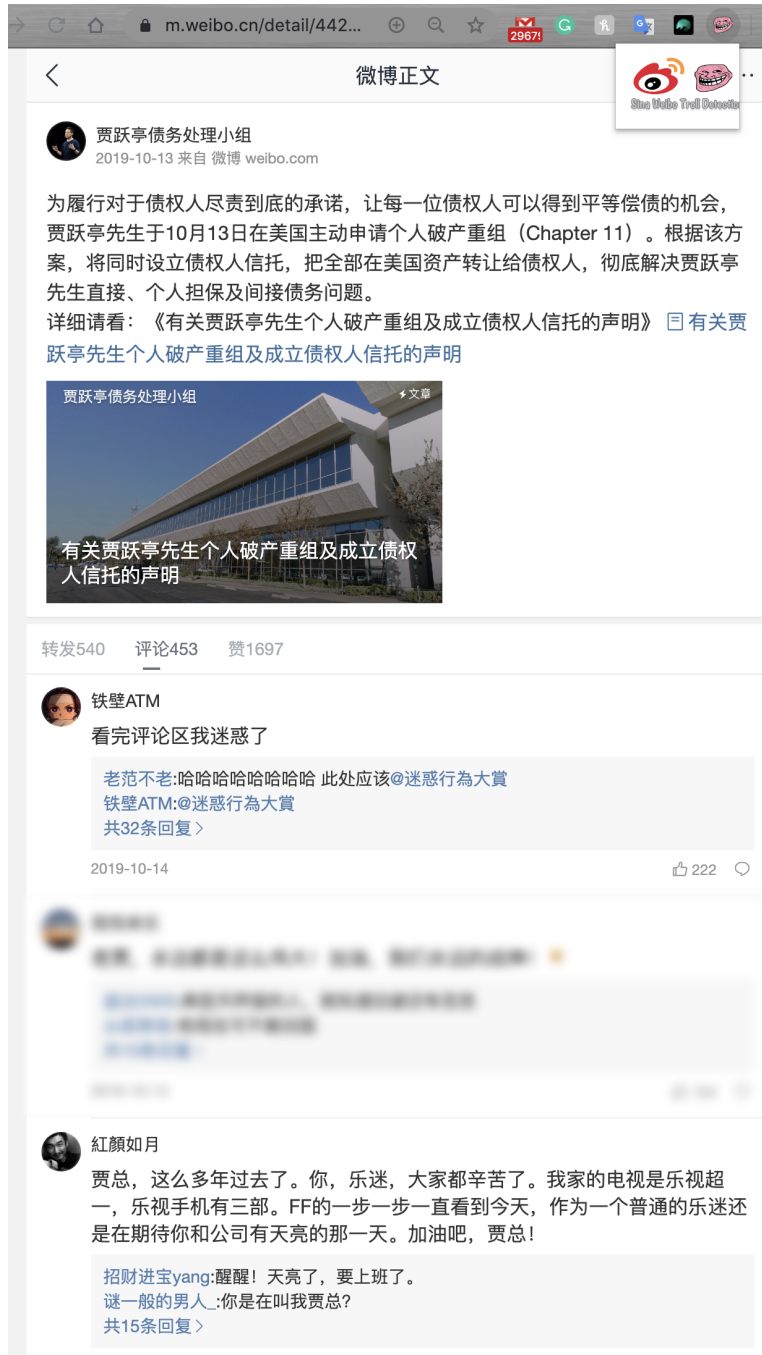 m.weibo.cn/detail/442...
2967!
微博正文
Sina Weibo Troll Detectio
贾跃亭债务处理小组
2019-10-13 来自 微博 weibo.com
为履行对于债权人尽责到底的承诺，让每一位债权人可以得到平等偿债的机会，
贾跃亭先生于10月13日在美国主动申请个人破产重组（Chapter 11）。根据该方
案，将同时设立债权人信托，把全部在美国资产转让给债权人，彻底解决贾跃亭
先生直接、个人担保及间接债务问题。
详细请看：《有关贾跃亭先生个人破产重组及成立债权人信托的声明》 有关贾
跃亭先生个人破产重组及成立债权人信托的声明
贾跃亭债务处理小组 文章
有关贾跃亭先生个人破产重组及成立债权
人信托的声明
转发540 评论453 赞1697
铁壁ATM
看完评论区我迷惑了
老范不老:哈哈哈哈哈哈哈哈 此处应该@迷惑行為大賞
铁壁ATM:@迷惑行為大賞
共32条回复
2019-10-14 222
紅顏如月
贾总，这么多年过去了。你，乐迷，大家都辛苦了。我家的电视是乐视超
一，乐视手机有三部。FF的一步一步一直看到今天，作为一个普通的乐迷还
是在期待你和公司有天亮的那一天。加油吧，贾总！
招财进宝yang:醒醒！天亮了，要上班了。
谜一般的男人_:你是在叫我贾总?
共15条回复